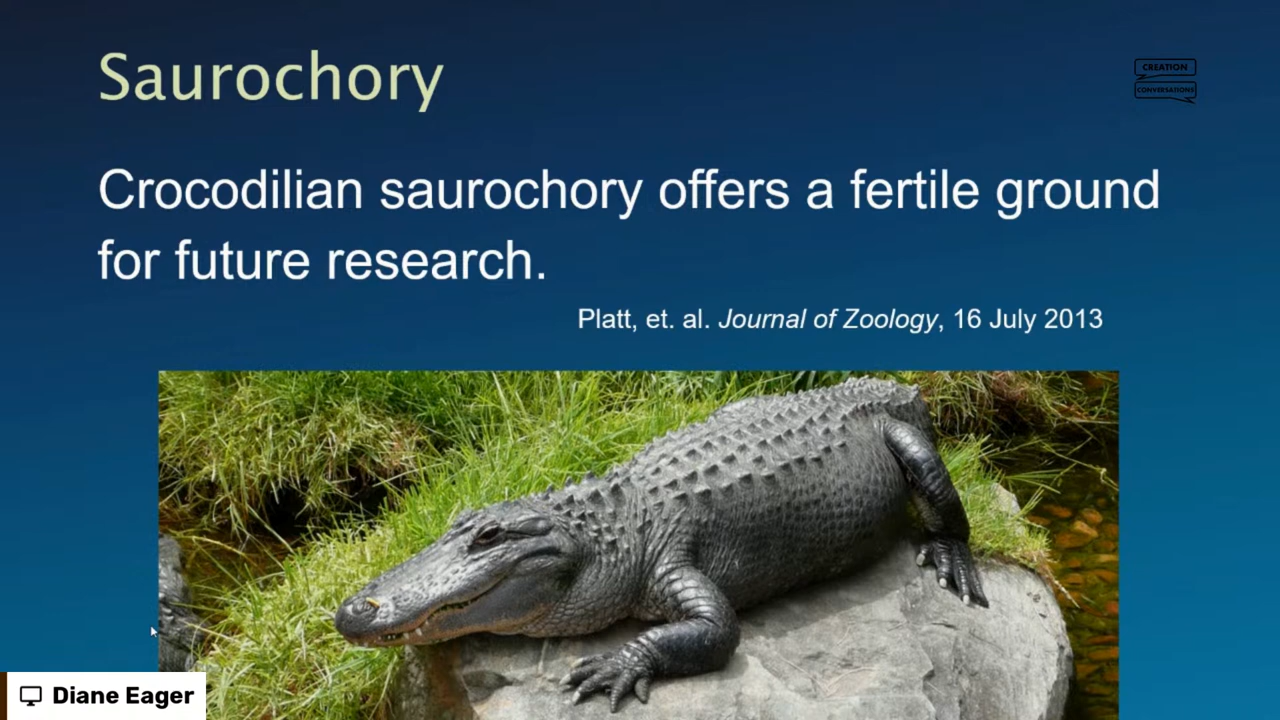 Saurochory
CREATION
CONVERSATIONS
Crocodilian saurochory offers a fertile ground
for future research.
Platt, et. al. Journal of Zoology, 16 July 2013
Diane Eager